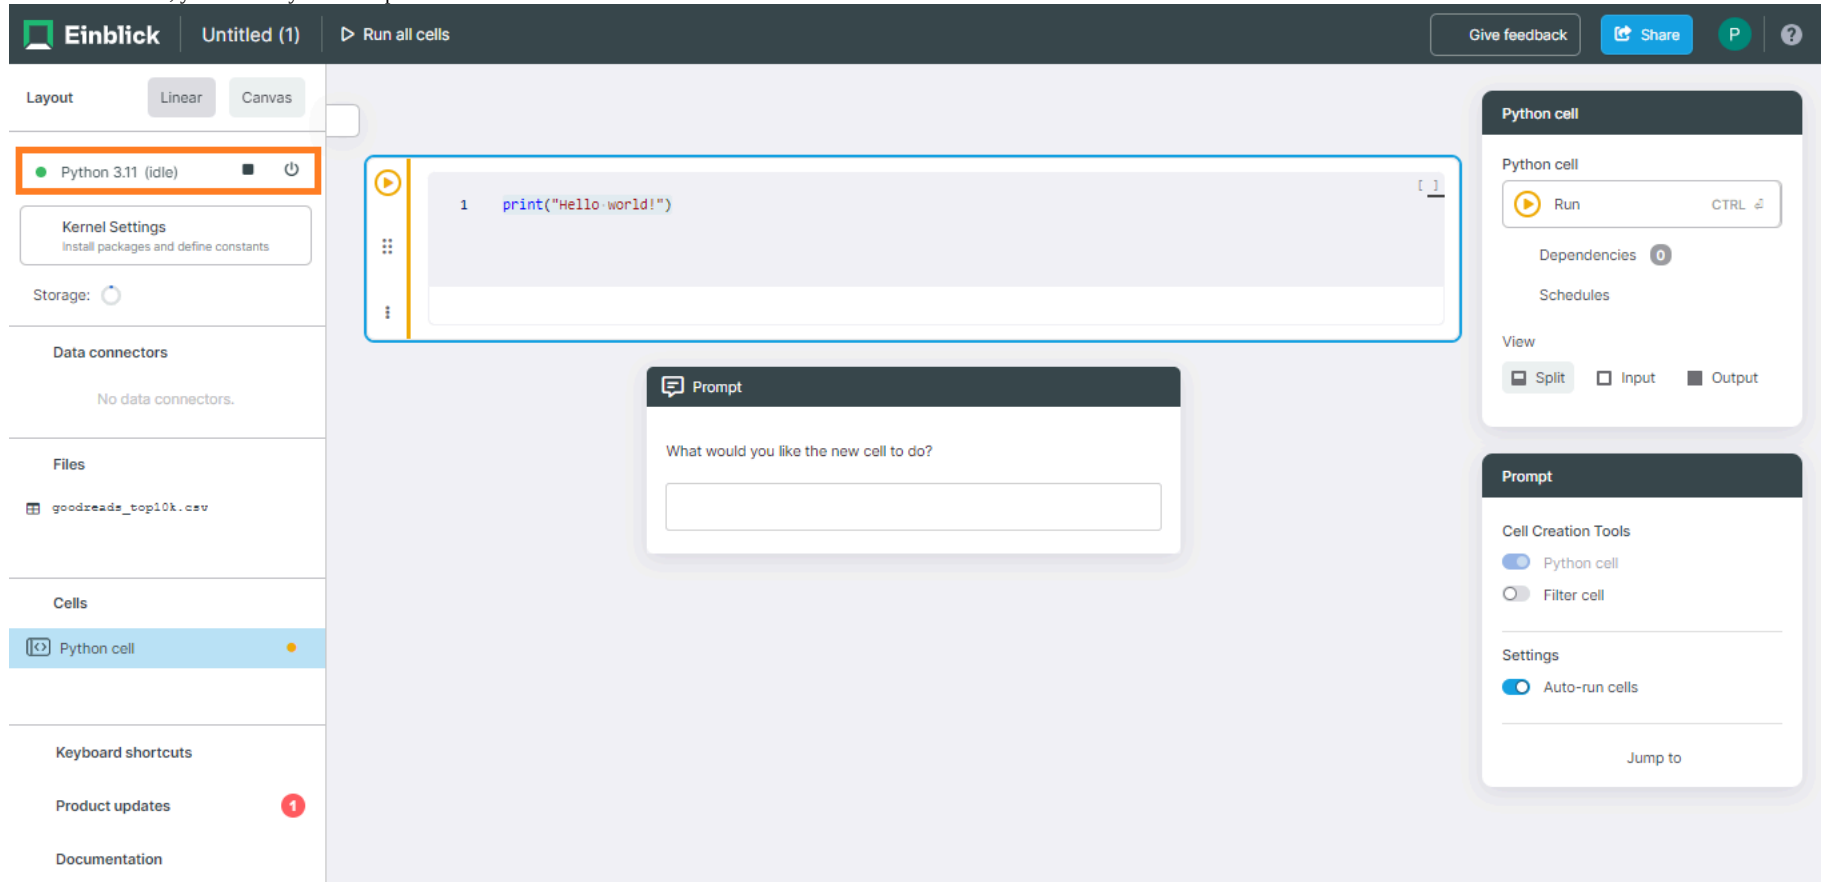 Einblick
Untitled (1)
Run all cells
Give feedback
Share
P
?
Layout
Linear
Canvas
Python 3.11 (idle)
Kernel Settings
Install packages and define constants
Storage:
Data connectors
No data connectors.
Files
goodreads_top10k.csv
Cells
Python cell
Keyboard shortcuts
Product updates
1
Documentation
[ ]
1 print("Hello·world!")
Prompt
What would you like the new cell to do?
Python cell
Python cell
Run CTRL ⏎
Dependencies 0
Schedules
View
Split Input Output
Prompt
Cell Creation Tools
Python cell
Filter cell
Settings
Auto-run cells
Jump to